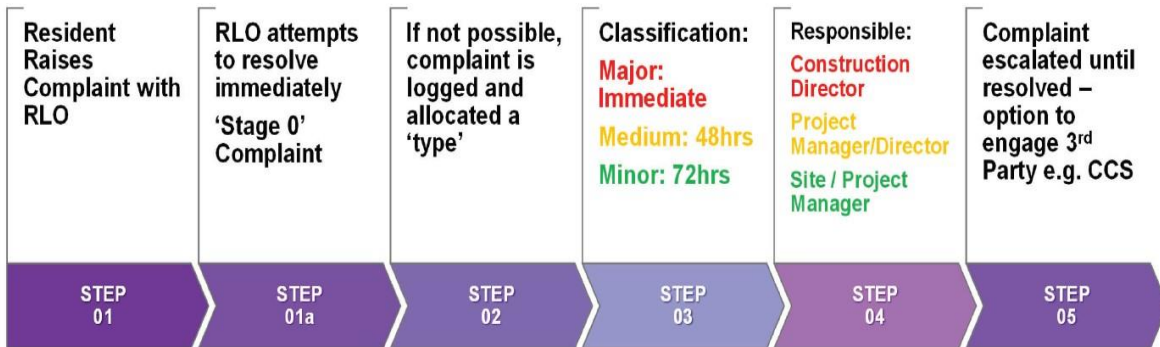 Resident
Raises
Complaint with
RLO
RLO attempts
to resolve
immediately
‘Stage 0’
Complaint
If not possible,
complaint is
logged and
allocated a
‘type’
Classification:
Major:
Immediate
Medium: 48hrs
Minor: 72hrs
Responsible:
Construction
Director
Project
Manager/Director
Site / Project
Manager
Complaint
escalated until
resolved –
option to
engage 3rd
Party e.g. CCS
STEP
01
STEP
01a
STEP
02
STEP
03
STEP
04
STEP
05